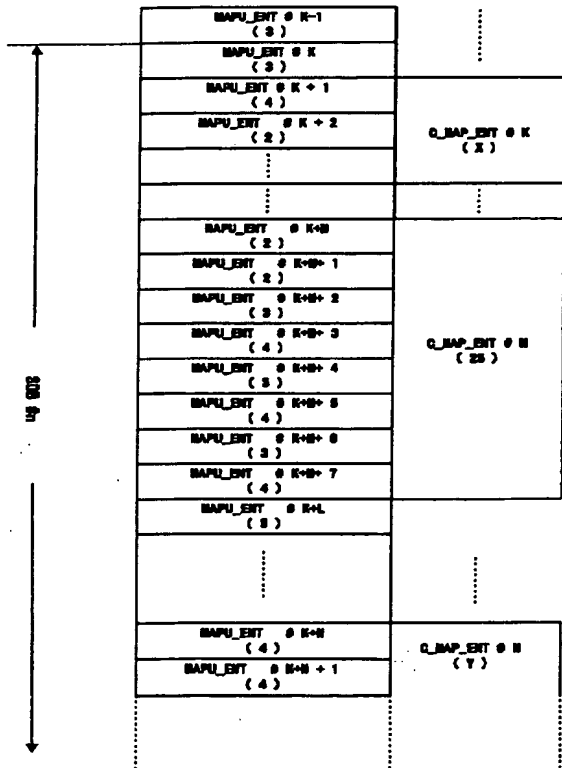 MAPU_ENT # K-1
( 3 )
MAPU_ENT # K
( 3 )
MAPU_ENT # K + 1
( 4 )
MAPU_ENT # K + 2
( 2 )
C_MAP_ENT # K
( X )
MAPU_ENT # K+M
( 2 )
MAPU_ENT # K+M+ 1
( 2 )
MAPU_ENT # K+M+ 2
( 3 )
MAPU_ENT # K+M+ 3
( 4 )
MAPU_ENT # K+M+ 4
( 3 )
MAPU_ENT # K+M+ 5
( 4 )
MAPU_ENT # K+M+ 6
( 3 )
MAPU_ENT # K+M+ 7
( 4 )
C_MAP_ENT # M
( 25 )
MAPU_ENT # K+L
( 3 )
MAPU_ENT # K+N
( 4 )
MAPU_ENT # K+N + 1
( 4 )
C_MAP_ENT # N
( Y )
SOB #n